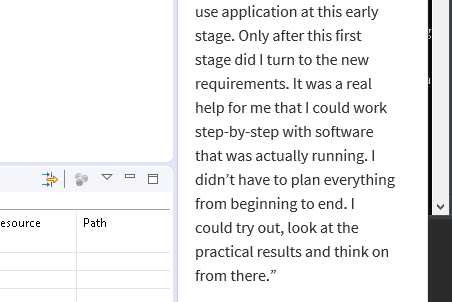 use application at this early
stage. Only after this first
stage did I turn to the new
requirements. It was a real
help for me that I could work
step-by-step with software
that was actually running. I
didn’t have to plan everything
from beginning to end. I
could try out, look at the
practical results and think on
from there.”
esource
Path